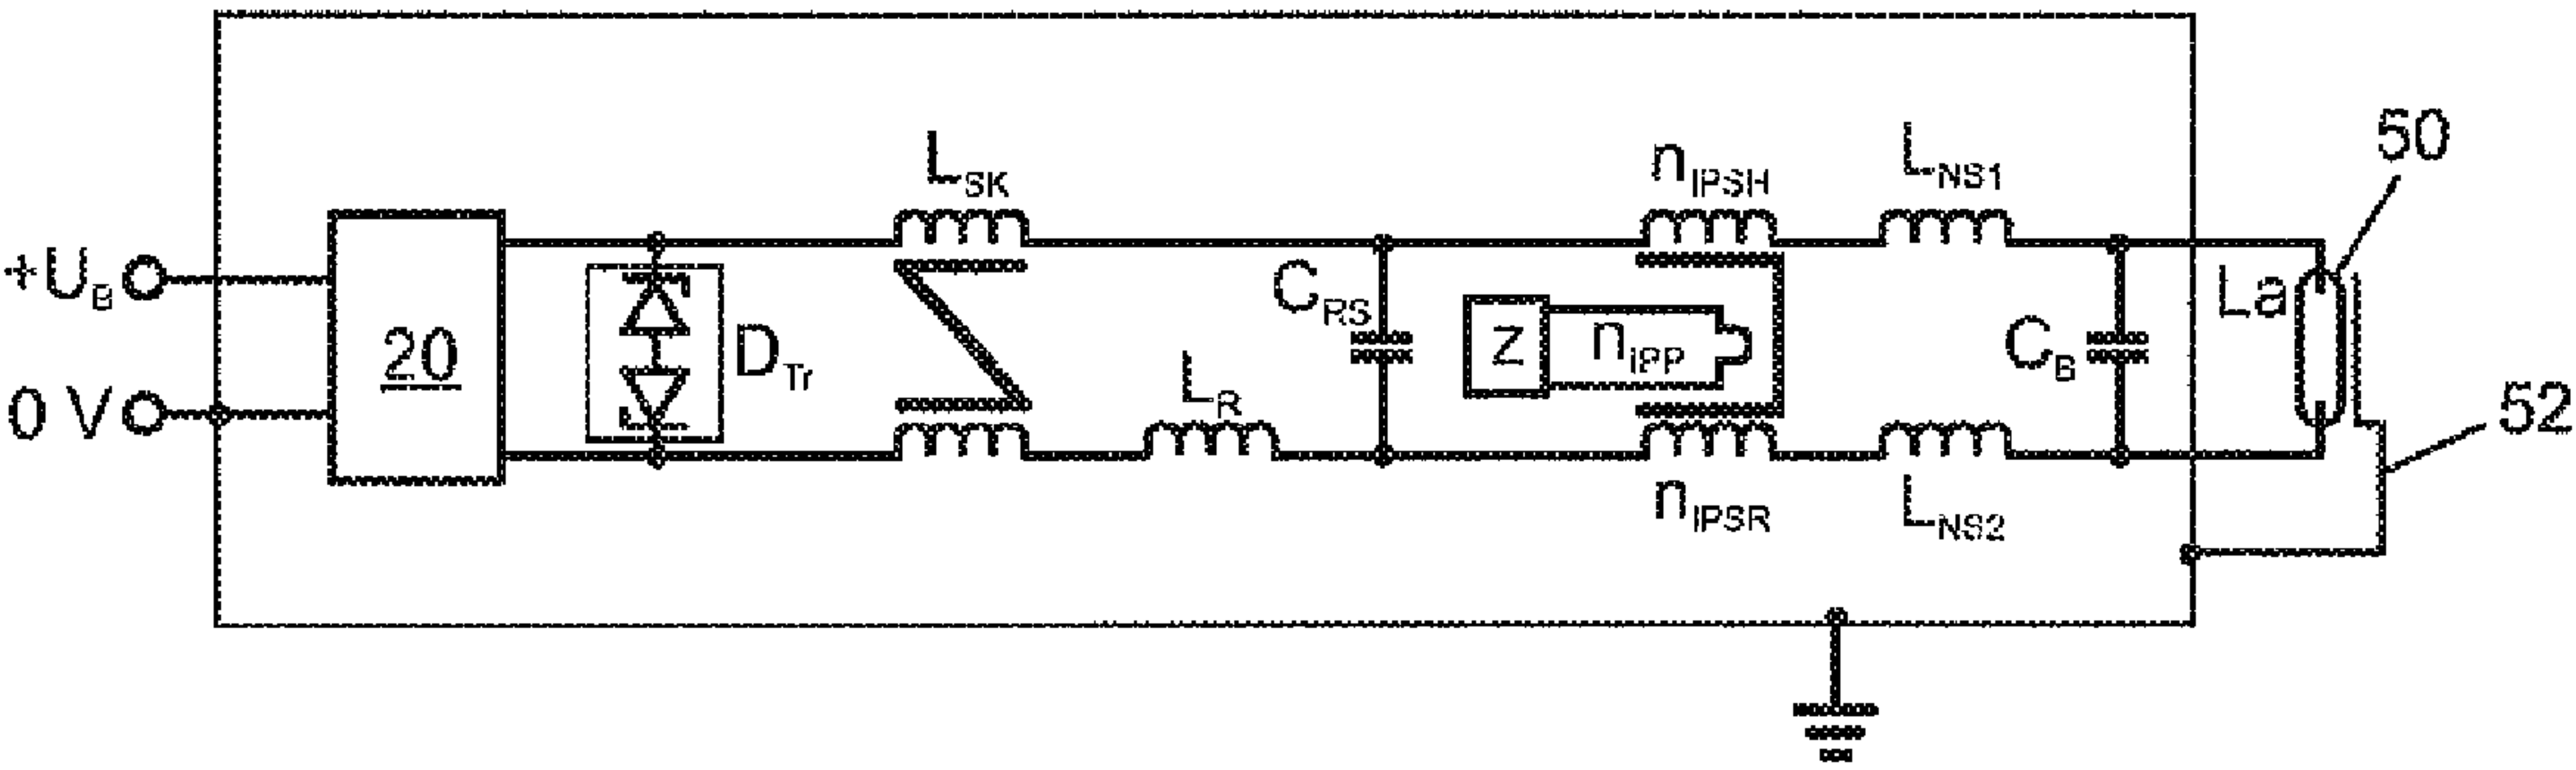 +U_B
0 V
20
D_Tr
L_SK
L_R
C_RS
Z
n_IPP
n_IPSH
n_IPSR
L_NS1
L_NS2
C_B
La
50
52